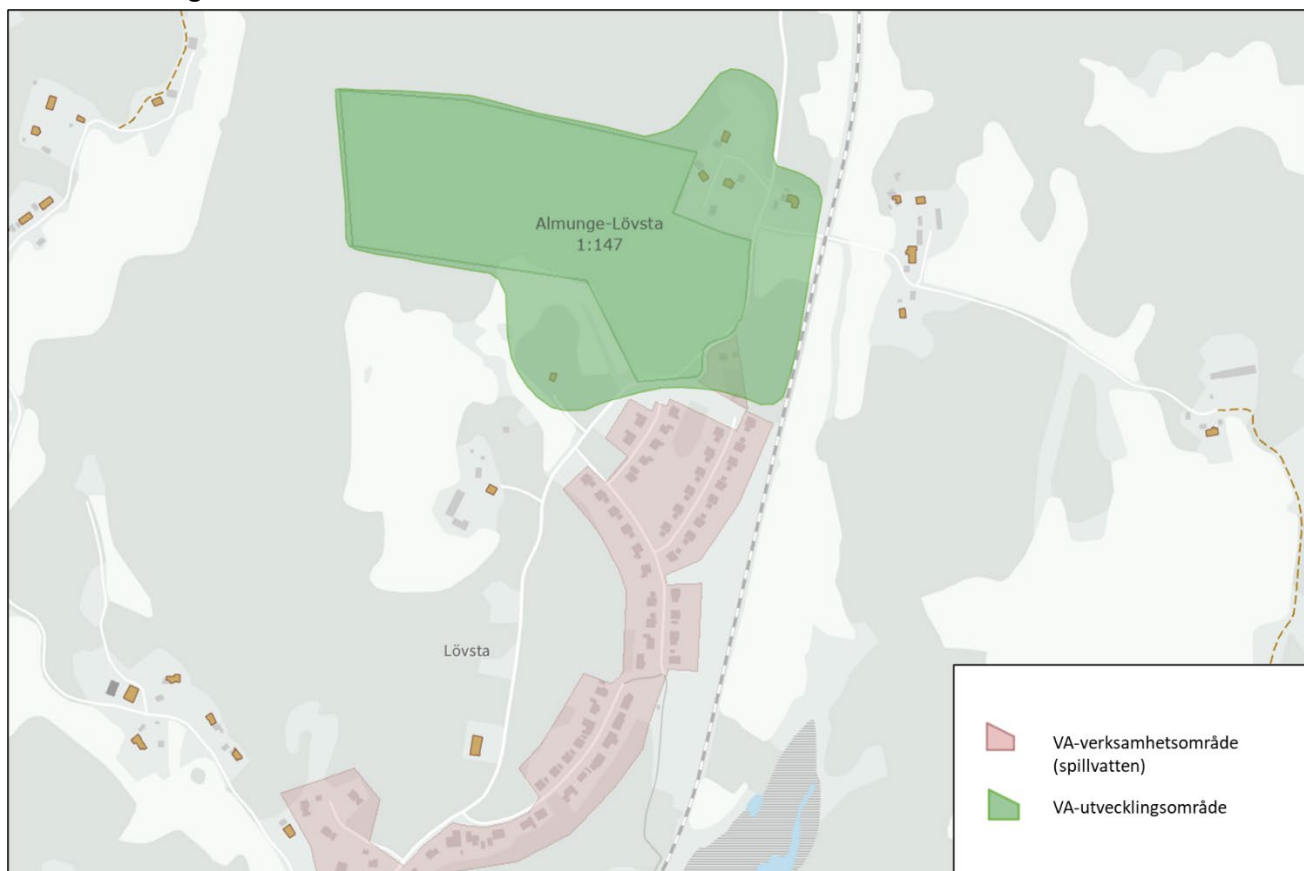 Almunge-Lövsta
1:147
Lövsta
VA-verksamhetsområde
(spillvatten)
VA-utvecklingsområde